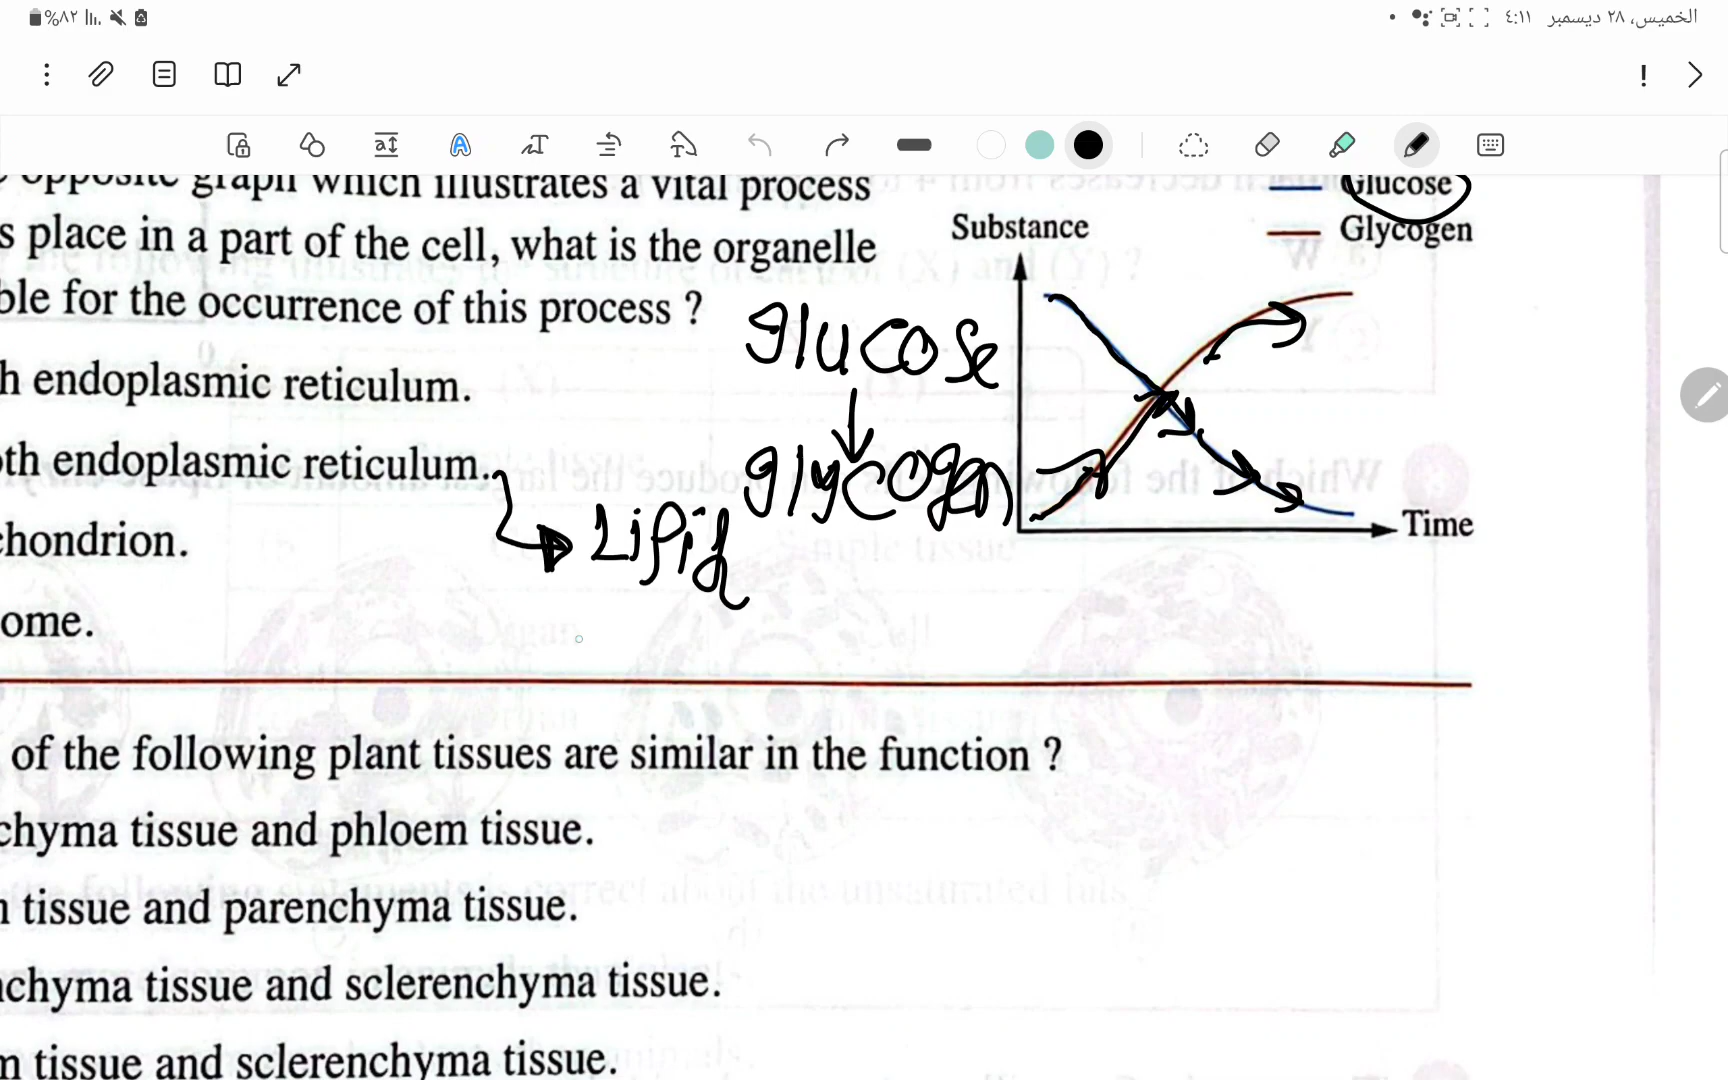 %٨٢
الخميس، ٢٨ ديسمبر ٤:١١
opposite graph which illustrates a vital process
s place in a part of the cell, what is the organelle
ble for the occurrence of this process ?
h endoplasmic reticulum.
oth endoplasmic reticulum.
chondrion.
ome.
Lipid
glucose
glycogen
Substance
Glucose
Glycogen
Time
of the following plant tissues are similar in the function ?
chyma tissue and phloem tissue.
n tissue and parenchyma tissue.
nchyma tissue and sclerenchyma tissue.
m tissue and sclerenchyma tissue.